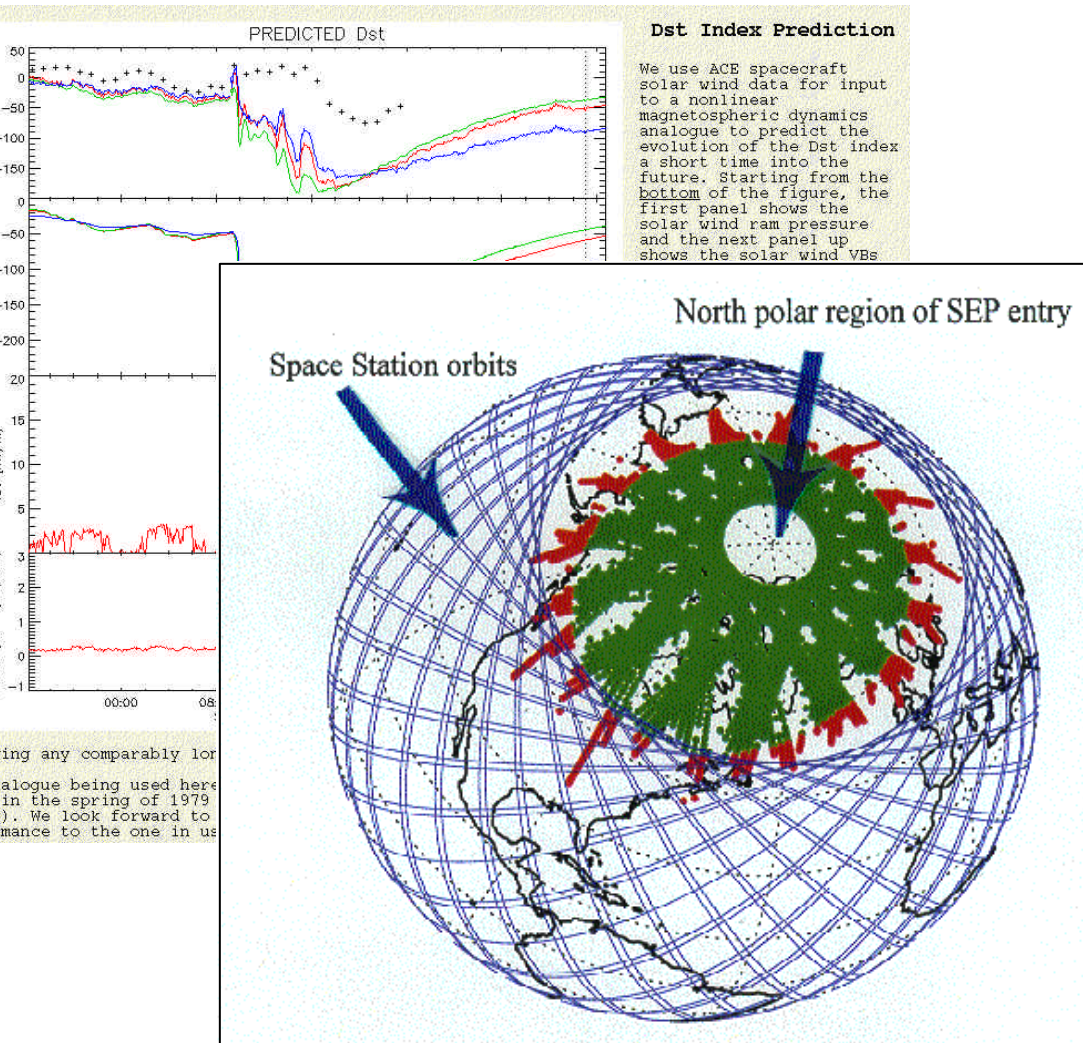 PREDICTED Dst
50
0
−50
−100
−150
0
−50
−100
−150
−200
20
15
10
5
3
2
1
0
−1
00:00
Dst Index Prediction
We use ACE spacecraft
solar wind data for input
to a nonlinear
magnetospheric dynamics
analogue to predict the
evolution of the Dst index
a short time into the
future. Starting from the
bottom of the figure, the
first panel shows the
solar wind ram pressure
and the next panel up
shows the solar wind VBs
North polar region of SEP entry
Space Station orbits
any comparably
being used here
in the spring of 1979
). We look forward to
to the one in